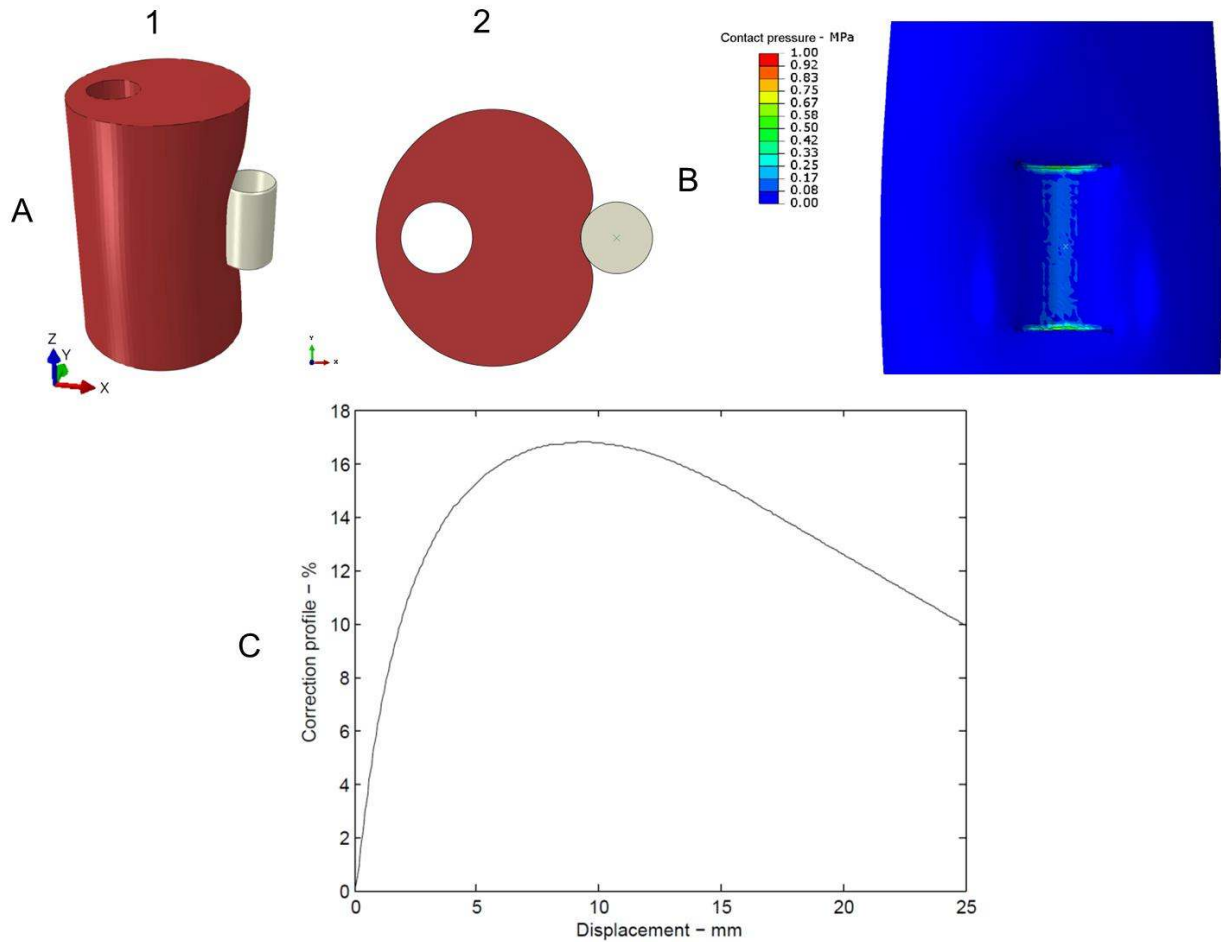 1
2
A
Z
Y
X
Y
X
B
Contact pressure - MPa
1.00
0.92
0.83
0.75
0.67
0.58
0.50
0.42
0.33
0.25
0.17
0.08
0.00
C
18
16
14
12
10
8
6
4
2
0
Correction profile – %
0 5 10 15 20 25
Displacement – mm